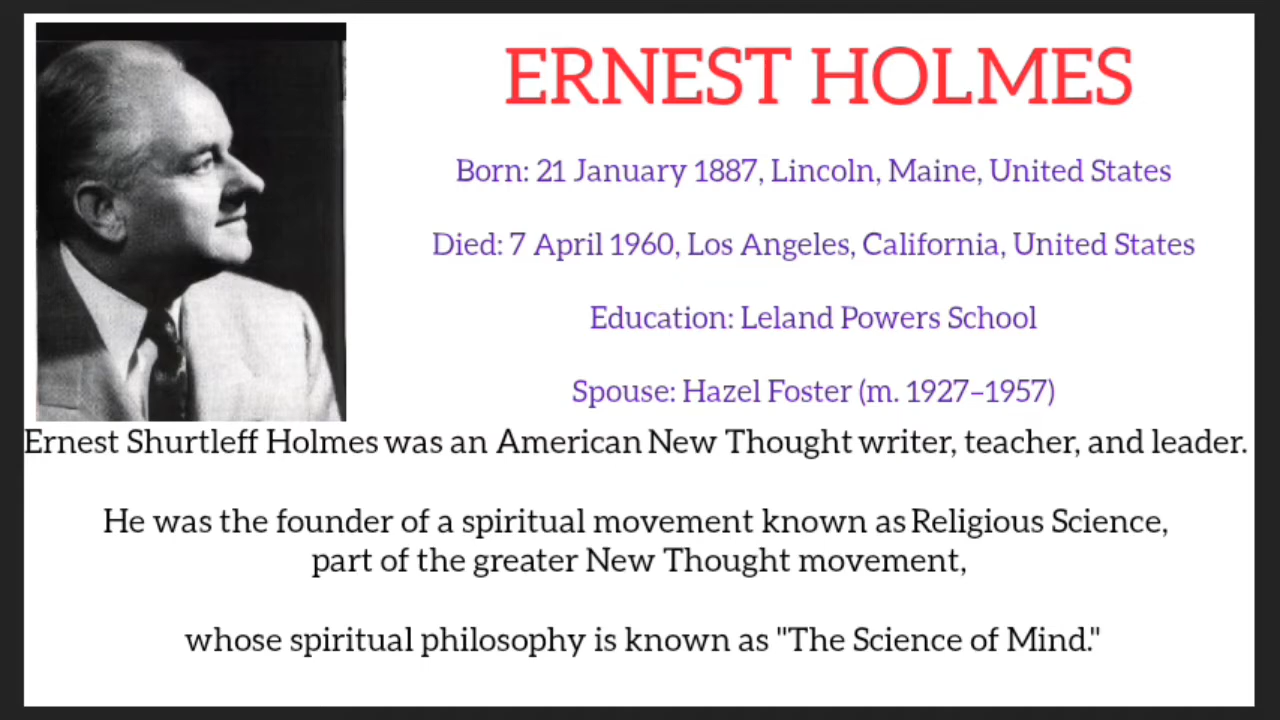 ERNEST HOLMES
Born: 21 January 1887, Lincoln, Maine, United States
Died: 7 April 1960, Los Angeles, California, United States
Education: Leland Powers School
Spouse: Hazel Foster (m. 1927–1957)
Ernest Shurtleff Holmes was an American New Thought writer, teacher, and leader.
He was the founder of a spiritual movement known as Religious Science,
part of the greater New Thought movement,
whose spiritual philosophy is known as "The Science of Mind."